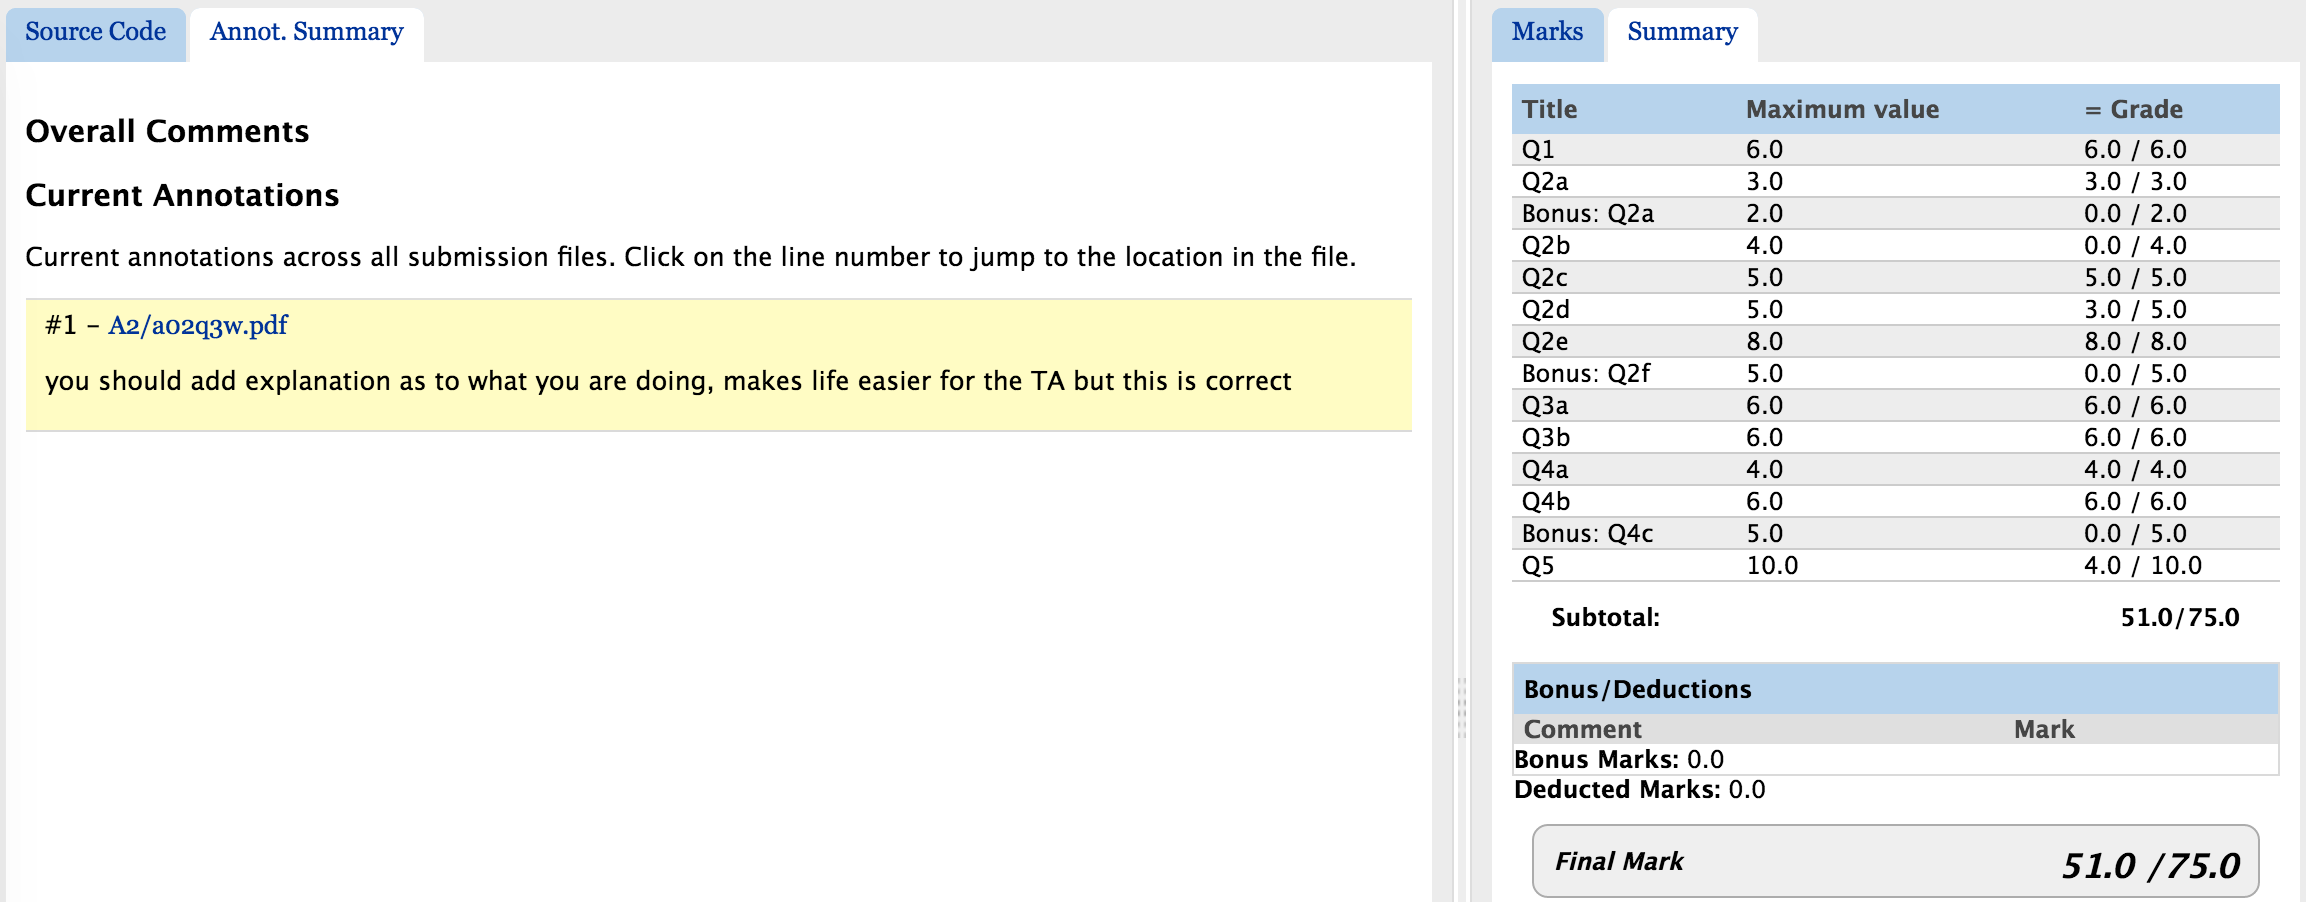 Source Code Annot. Summary
Overall Comments
Current Annotations
Current annotations across all submission files. Click on the line number to jump to the location in the file.
#1 – A2/a02q3w.pdf
you should add explanation as to what you are doing, makes life easier for the TA but this is correct
Marks Summary
Title Maximum value = Grade
Q1 6.0 6.0 / 6.0
Q2a 3.0 3.0 / 3.0
Bonus: Q2a 2.0 0.0 / 2.0
Q2b 4.0 0.0 / 4.0
Q2c 5.0 5.0 / 5.0
Q2d 5.0 3.0 / 5.0
Q2e 8.0 8.0 / 8.0
Bonus: Q2f 5.0 0.0 / 5.0
Q3a 6.0 6.0 / 6.0
Q3b 6.0 6.0 / 6.0
Q4a 4.0 4.0 / 4.0
Q4b 6.0 6.0 / 6.0
Bonus: Q4c 5.0 0.0 / 5.0
Q5 10.0 4.0 / 10.0
Subtotal: 51.0/75.0
Bonus/Deductions
Comment Mark
Bonus Marks: 0.0
Deducted Marks: 0.0
Final Mark 51.0 /75.0